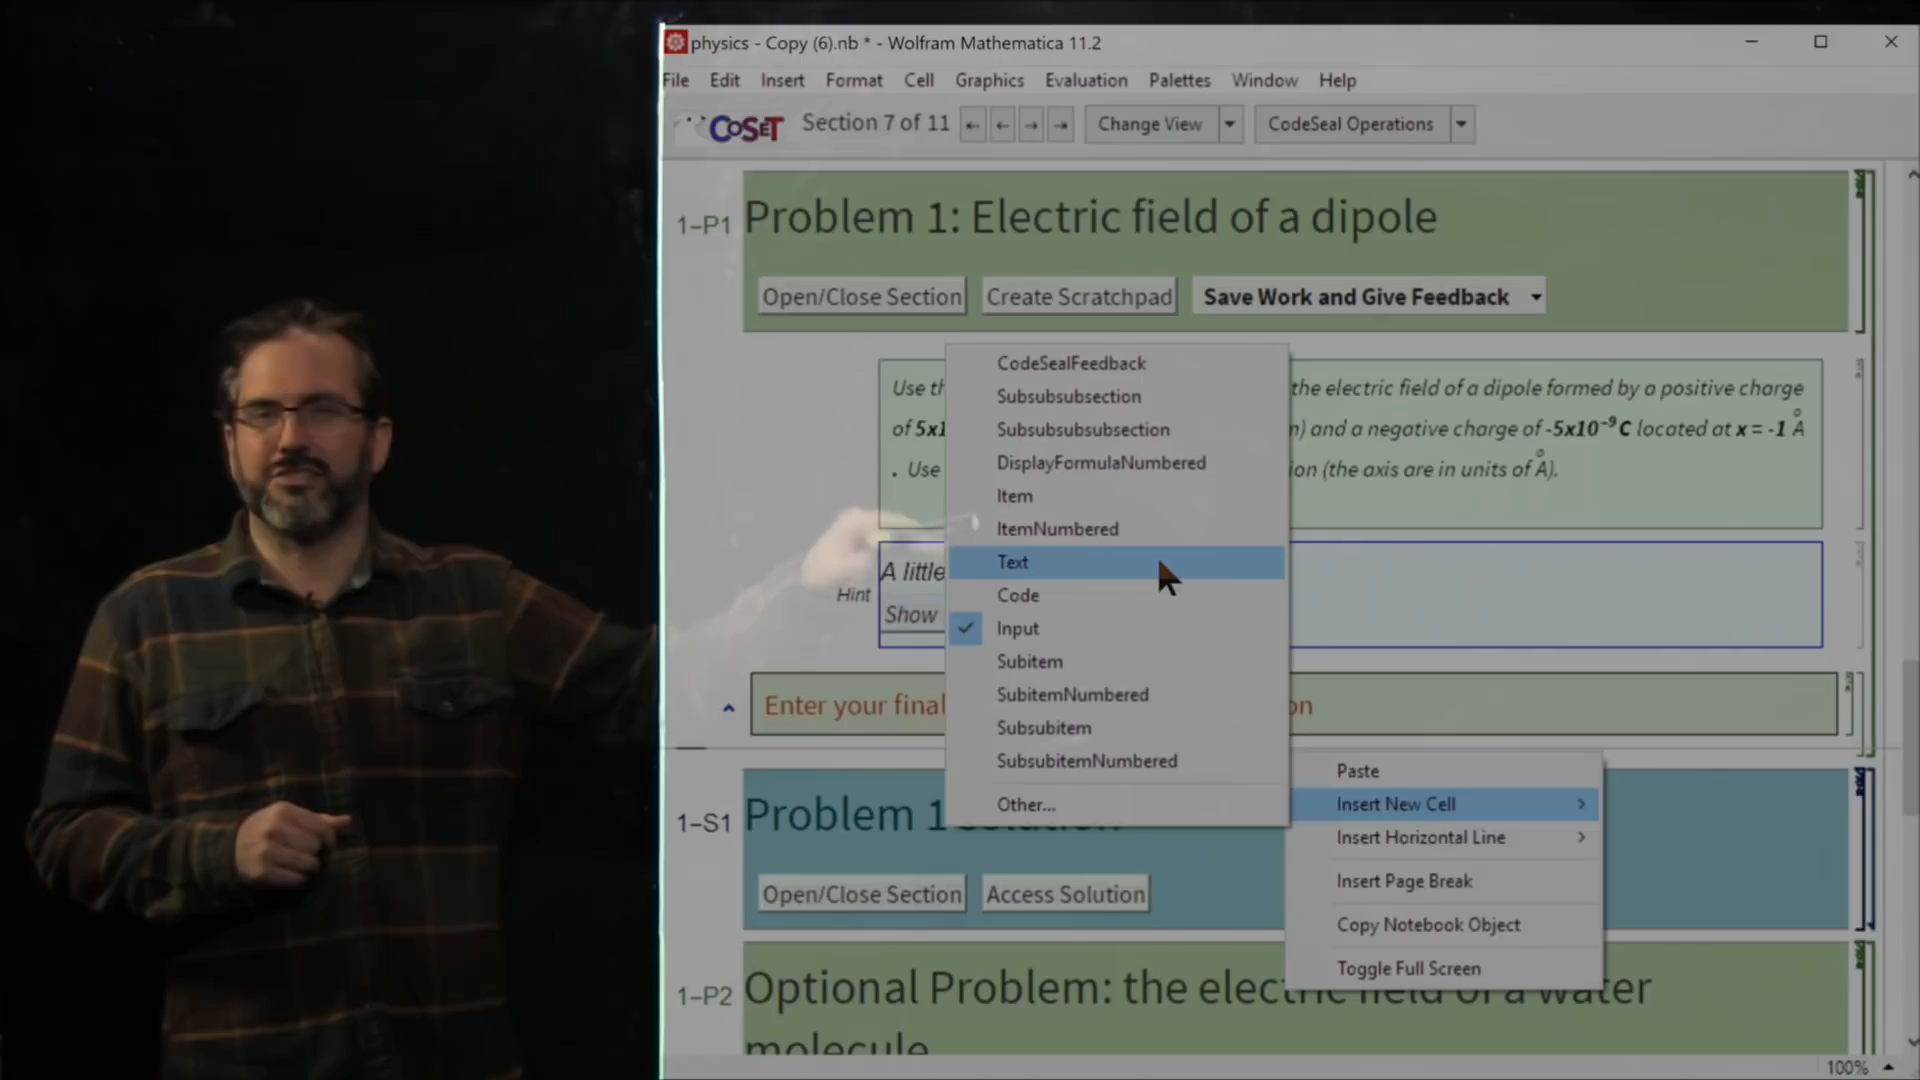 physics - Copy (6).nb * - Wolfram Mathematica 11.2
File Edit Insert Format Cell Graphics Evaluation Palettes Window Help
CoSeT Section 7 of 11 ← ← → → Change View CodeSeal Operations
1-P1 Problem 1: Electric field of a dipole
Open/Close Section Create Scratchpad Save Work and Give Feedback
Use the electric field of a dipole formed by a positive charge
of 5x1 and a negative charge of -5x10⁻⁹ C located at x = -1 Å
. Use (the axis are in units of Å).
A little
Hint
Show
Enter your final
CodeSealFeedback
Subsubsubsection
Subsubsubsubsection
DisplayFormulaNumbered
Item
ItemNumbered
Text
Code
✓ Input
Subitem
SubitemNumbered
Subsubitem
SubsubitemNumbered
Other...
Paste
Insert New Cell >
Insert Horizontal Line >
Insert Page Break
Copy Notebook Object
Toggle Full Screen
1-S1 Problem 1 Solution
Open/Close Section Access Solution
1-P2 Optional Problem: the electric field of a water
molecule
100%